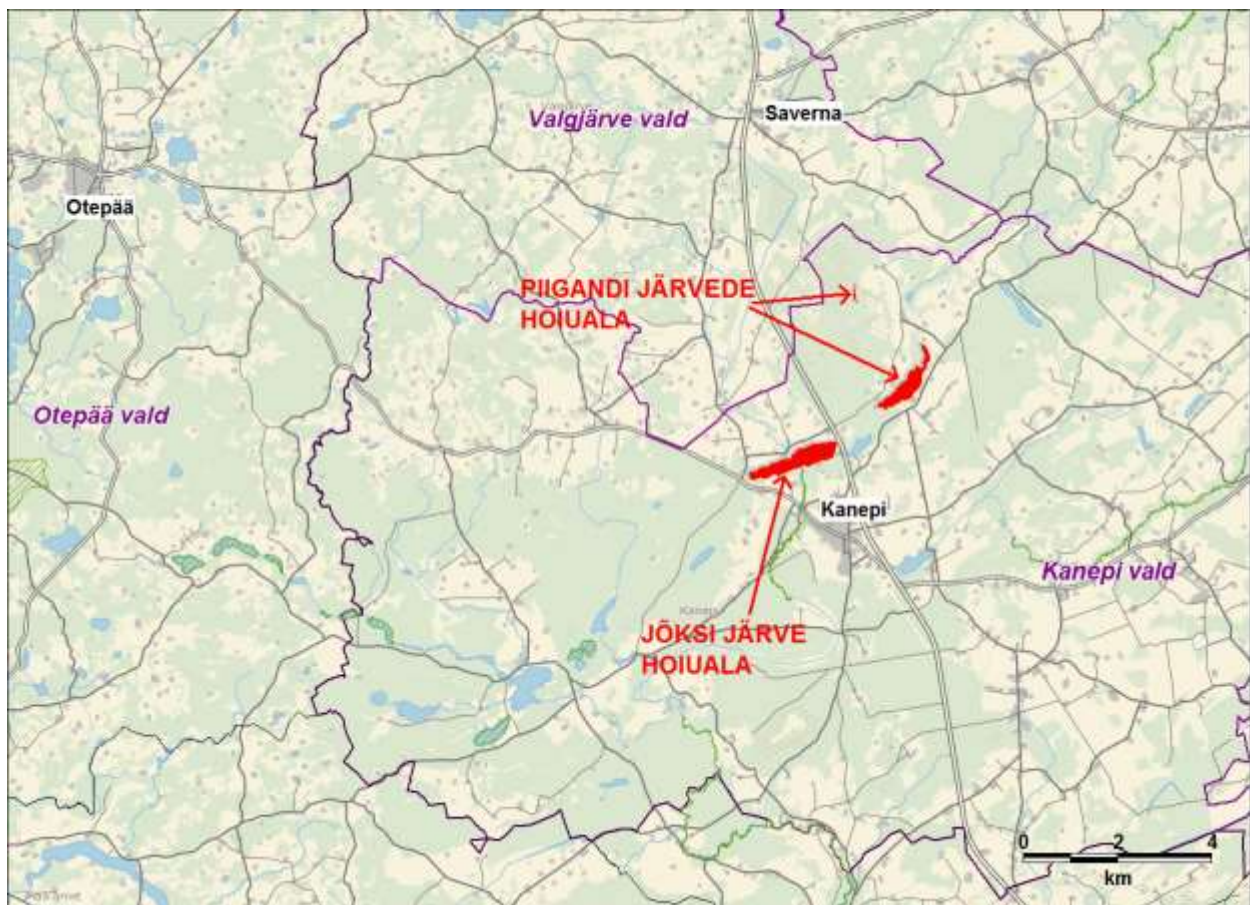 Valgjärve vald
Saverna
Otepää
PIIGANDI JÄRVEDE
HOIUALA
Otepää vald
Kanepi
Kanepi vald
JÕKSI JÄRVE
HOIUALA
0 2 4
km